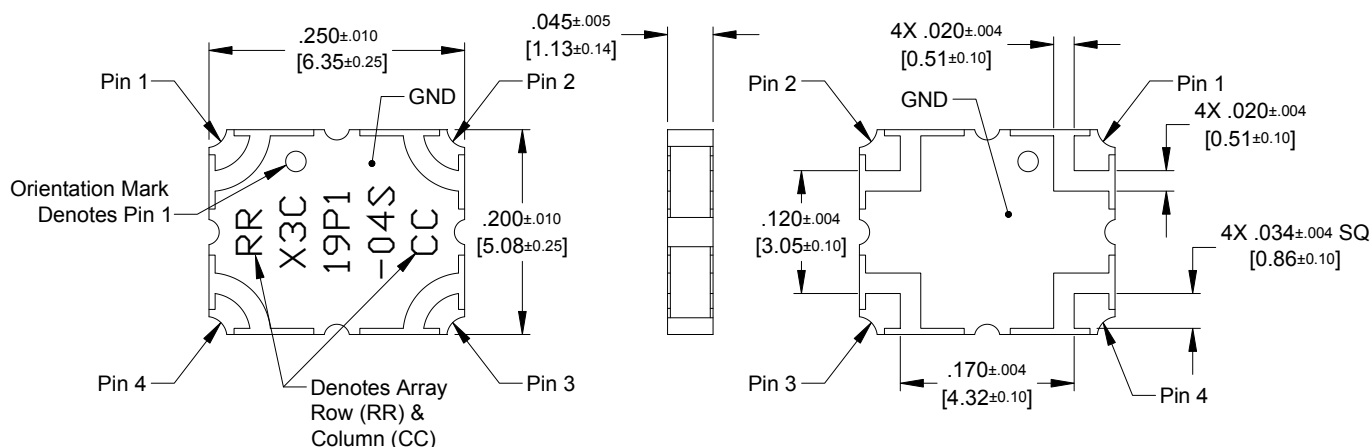 .250±.010
[6.35±0.25]
.045±.005
[1.13±0.14]
4X .020±.004
[0.51±0.10]
Pin 1
GND
Pin 2
Pin 2
GND
Pin 1
4X .020±.004
[0.51±0.10]
Orientation Mark
Denotes Pin 1
RR
X3C
19P1
-04S
CC
.200±.010
[5.08±0.25]
.120±.004
[3.05±0.10]
4X .034±.004 SQ
[0.86±0.10]
Pin 4
Denotes Array
Row (RR) &
Column (CC)
Pin 3
Pin 3
.170±.004
[4.32±0.10]
Pin 4